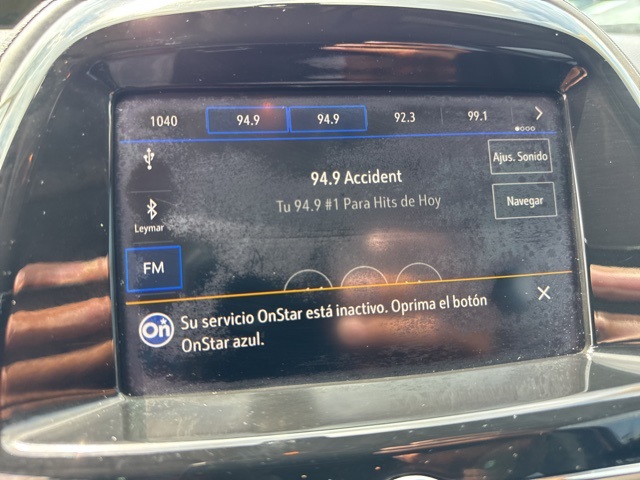 1040 94.9 94.9 92.3 99.1
94.9 Accident
Ajus. Sonido
Tu 94.9 #1 Para Hits de Hoy
Navegar
Leymar
FM
On
Su servicio OnStar está inactivo. Oprima el botón
OnStar azul.